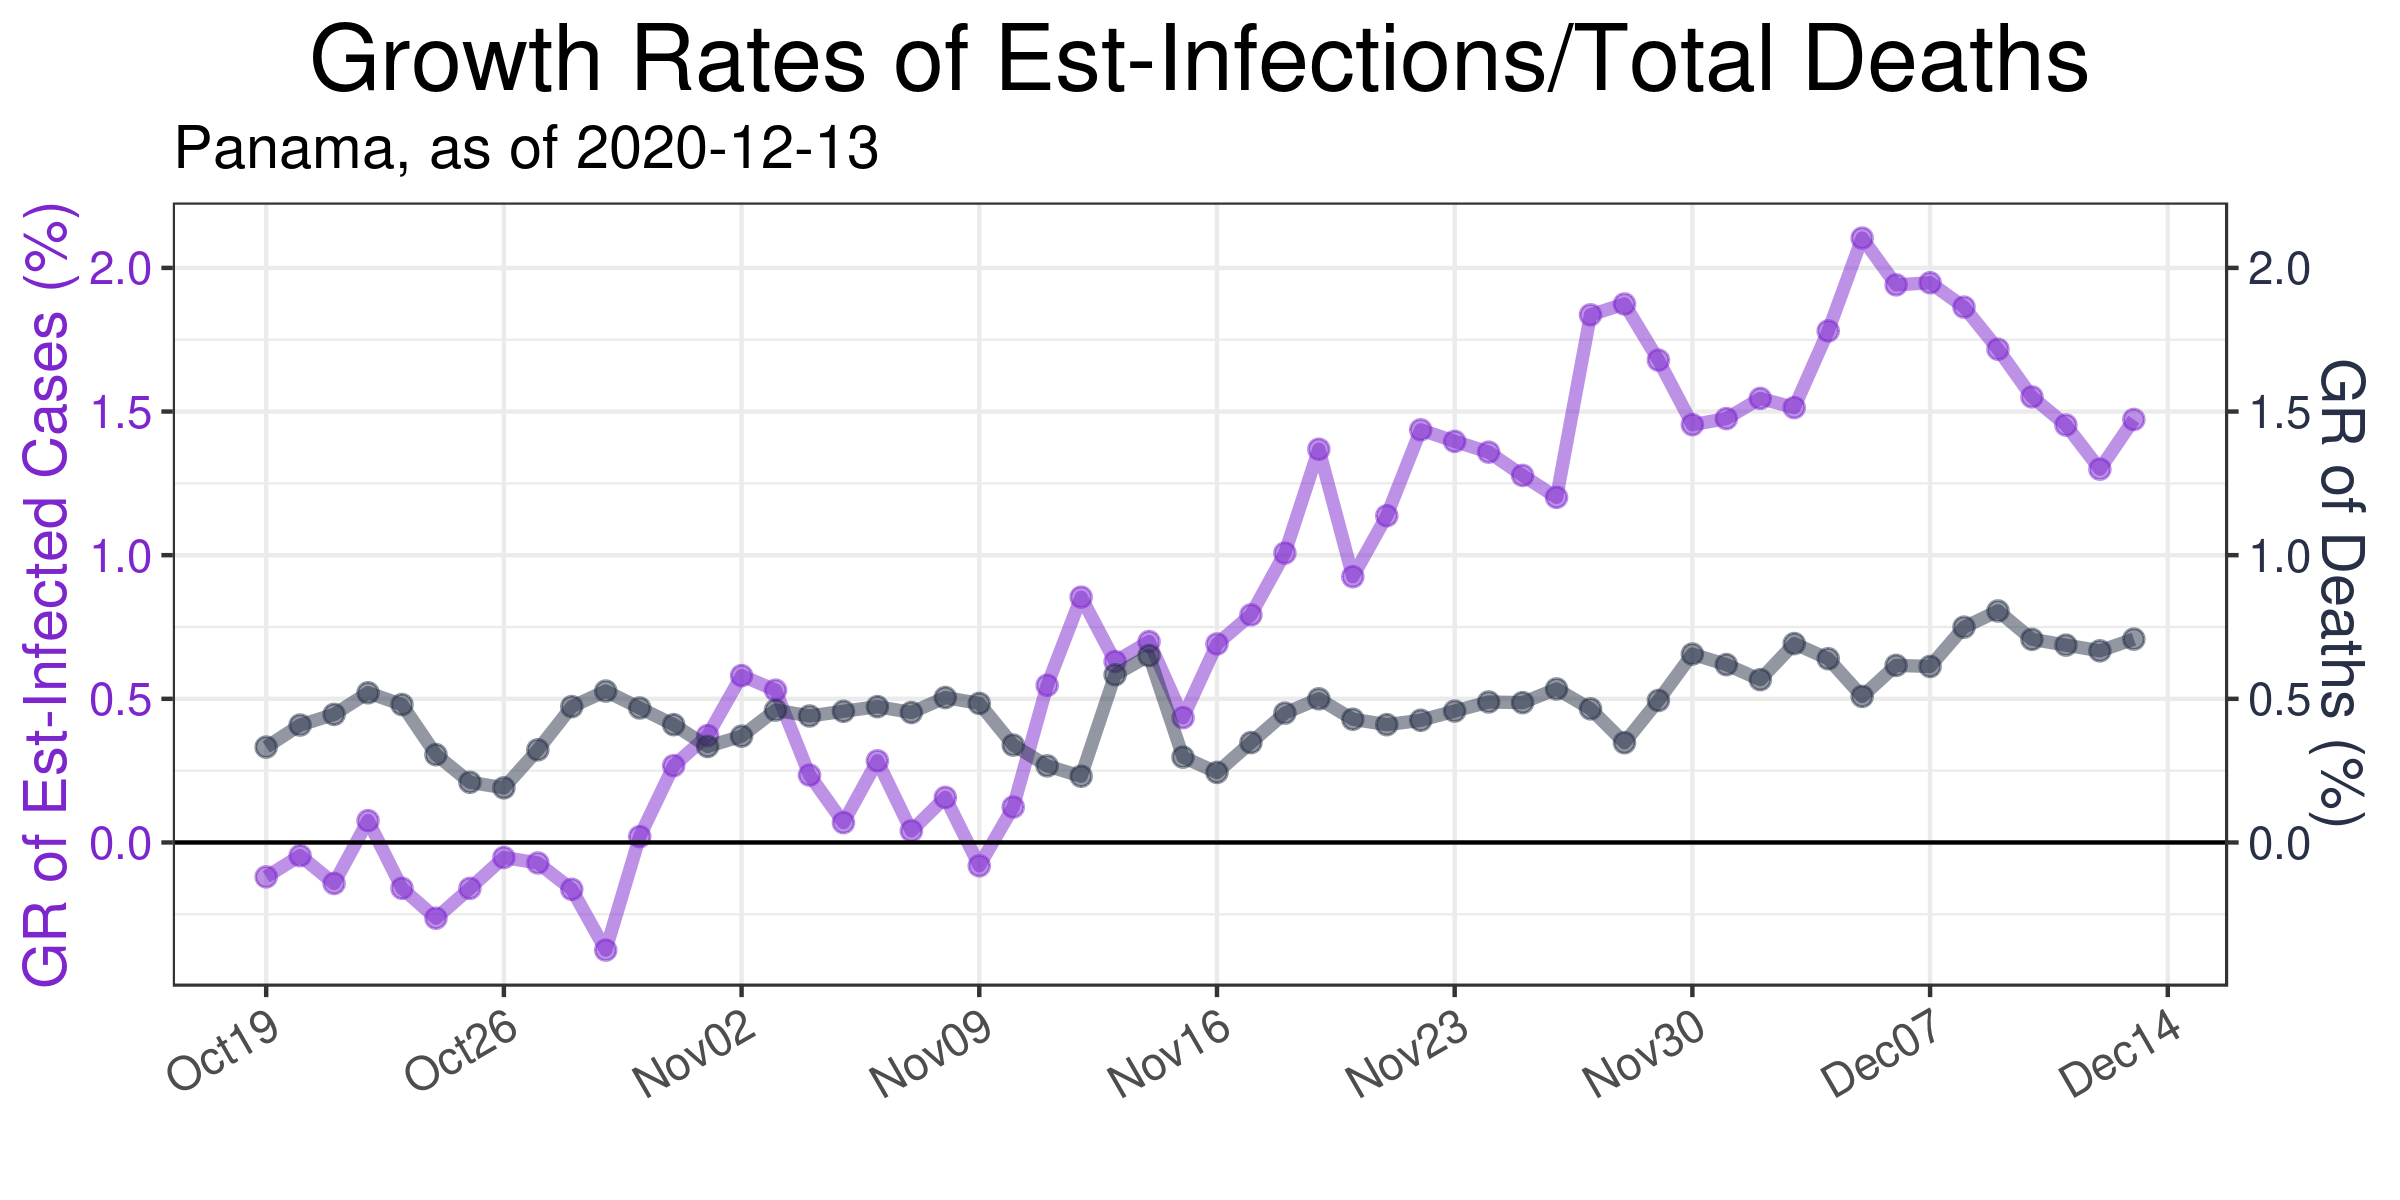 Growth Rates of Est-Infections/Total Deaths
Panama, as of 2020-12-13
GR of Est-Infected Cases (%)
2.0
1.5
1.0
0.5
0.0
2.0
1.5
1.0
0.5
0.0
GR of Deaths (%)
Oct19
Oct26
Nov02
Nov09
Nov16
Nov23
Nov30
Dec07
Dec14